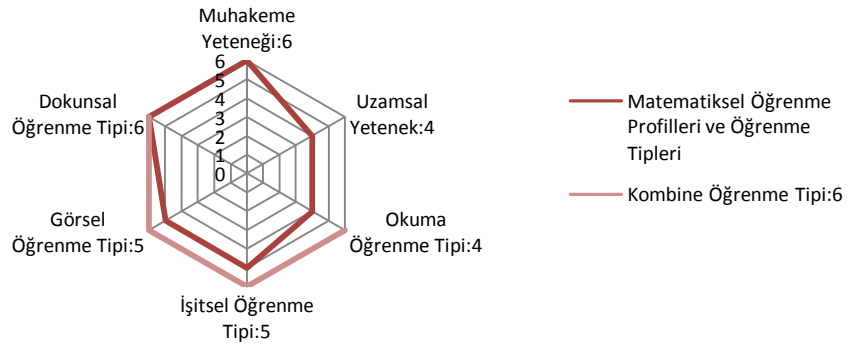 Muhakeme
Yeteneği:6
Uzamsal
Yetenek:4
Okuma
Öğrenme Tipi:4
İşitsel Öğrenme
Tipi:5
Görsel
Öğrenme Tipi:5
Dokunsal
Öğrenme Tipi:6
6
5
4
3
2
1
0
Matematiksel Öğrenme
Profilleri ve Öğrenme
Tipleri
Kombine Öğrenme Tipi:6